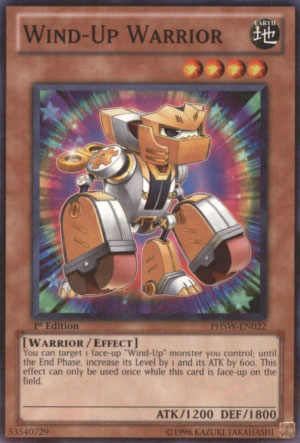 WIND-UP WARRIOR
EARTH
地
1st Edition
PHSW-EN022
[WARRIOR / EFFECT]
You can target 1 face-up "Wind-Up" monster you control; until
the End Phase, increase its Level by 1 and its ATK by 600. This
effect can only be used once while this card is face-up on the
field.
ATK/1200 DEF/1800
53540729
©1996 KAZUKI TAKAHASHI